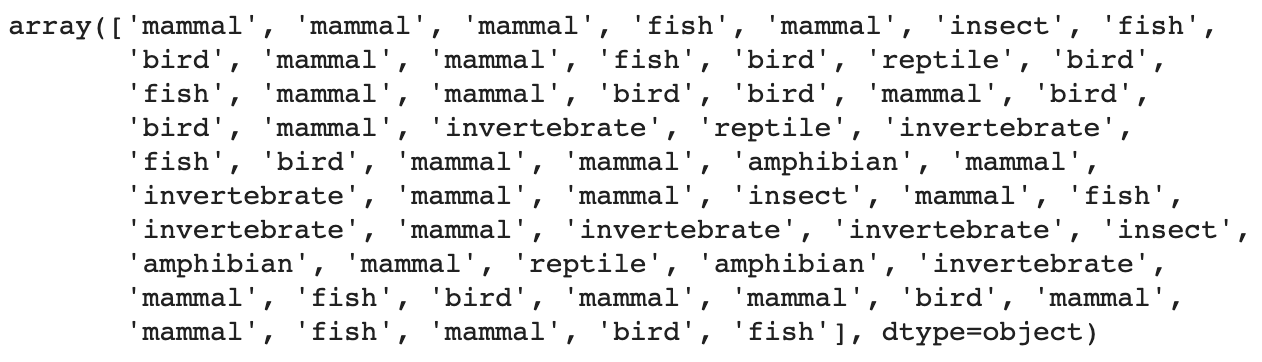 array(['mammal', 'mammal', 'mammal', 'fish', 'mammal', 'insect', 'fish',
'bird', 'mammal', 'mammal', 'fish', 'bird', 'reptile', 'bird',
'fish', 'mammal', 'mammal', 'bird', 'bird', 'mammal', 'bird',
'bird', 'mammal', 'invertebrate', 'reptile', 'invertebrate',
'fish', 'bird', 'mammal', 'mammal', 'amphibian', 'mammal',
'invertebrate', 'mammal', 'mammal', 'insect', 'mammal', 'fish',
'invertebrate', 'mammal', 'invertebrate', 'invertebrate', 'insect',
'amphibian', 'mammal', 'reptile', 'amphibian', 'invertebrate',
'mammal', 'fish', 'bird', 'mammal', 'mammal', 'bird', 'mammal',
'mammal', 'fish', 'mammal', 'bird', 'fish'], dtype=object)